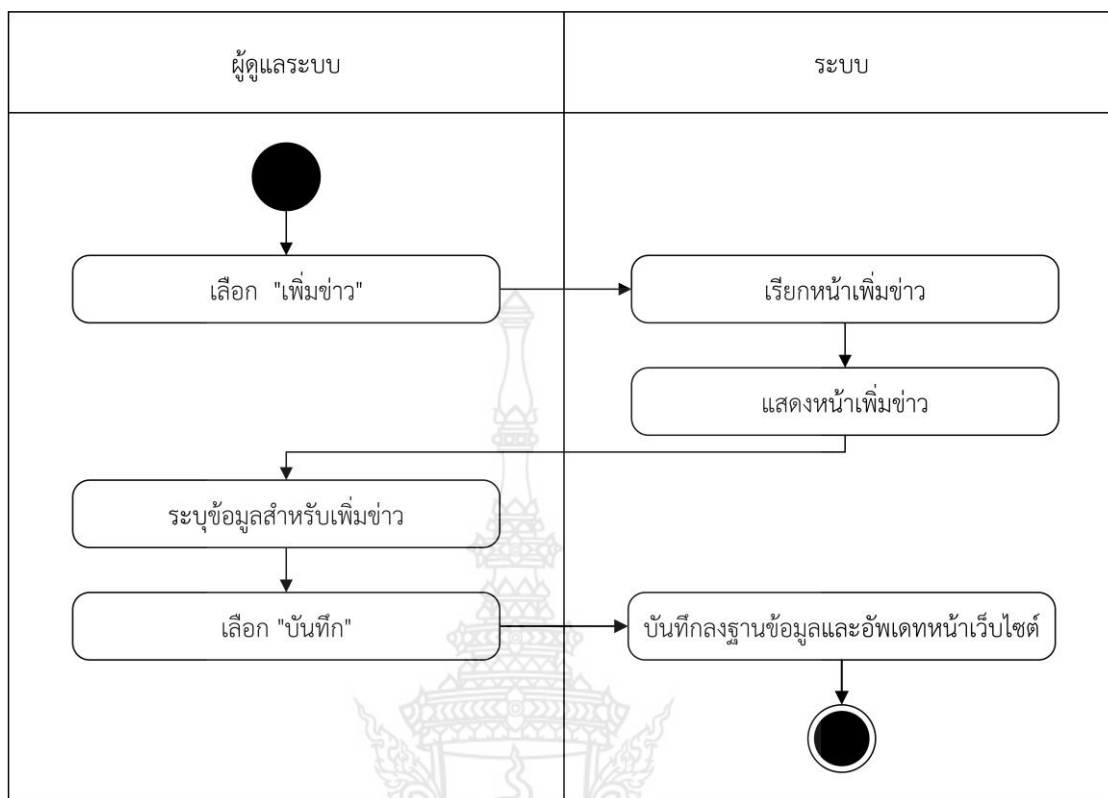 ผู้ดูแลระบบ
ระบบ
เลือก "เพิ่มข่าว"
เรียกหน้าเพิ่มข่าว
แสดงหน้าเพิ่มข่าว
ระบุข้อมูลสำหรับเพิ่มข่าว
เลือก "บันทึก"
บันทึกลงฐานข้อมูลและอัพเดทหน้าเว็บไซต์